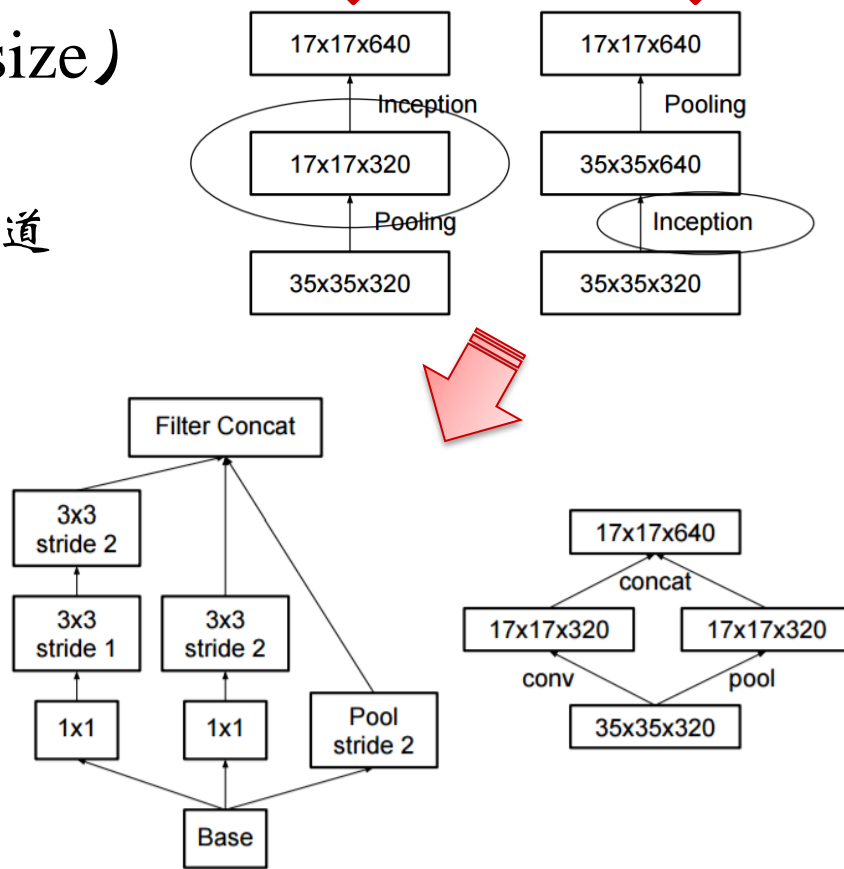 size)
道
17x17x640
Inception
17x17x320
Pooling
35x35x320
17x17x640
Pooling
35x35x640
Inception
35x35x320
Filter Concat
3x3
stride 2
3x3
stride 1
1x1
3x3
stride 2
1x1
Pool
stride 2
Base
17x17x640
concat
17x17x320
17x17x320
conv
pool
35x35x320